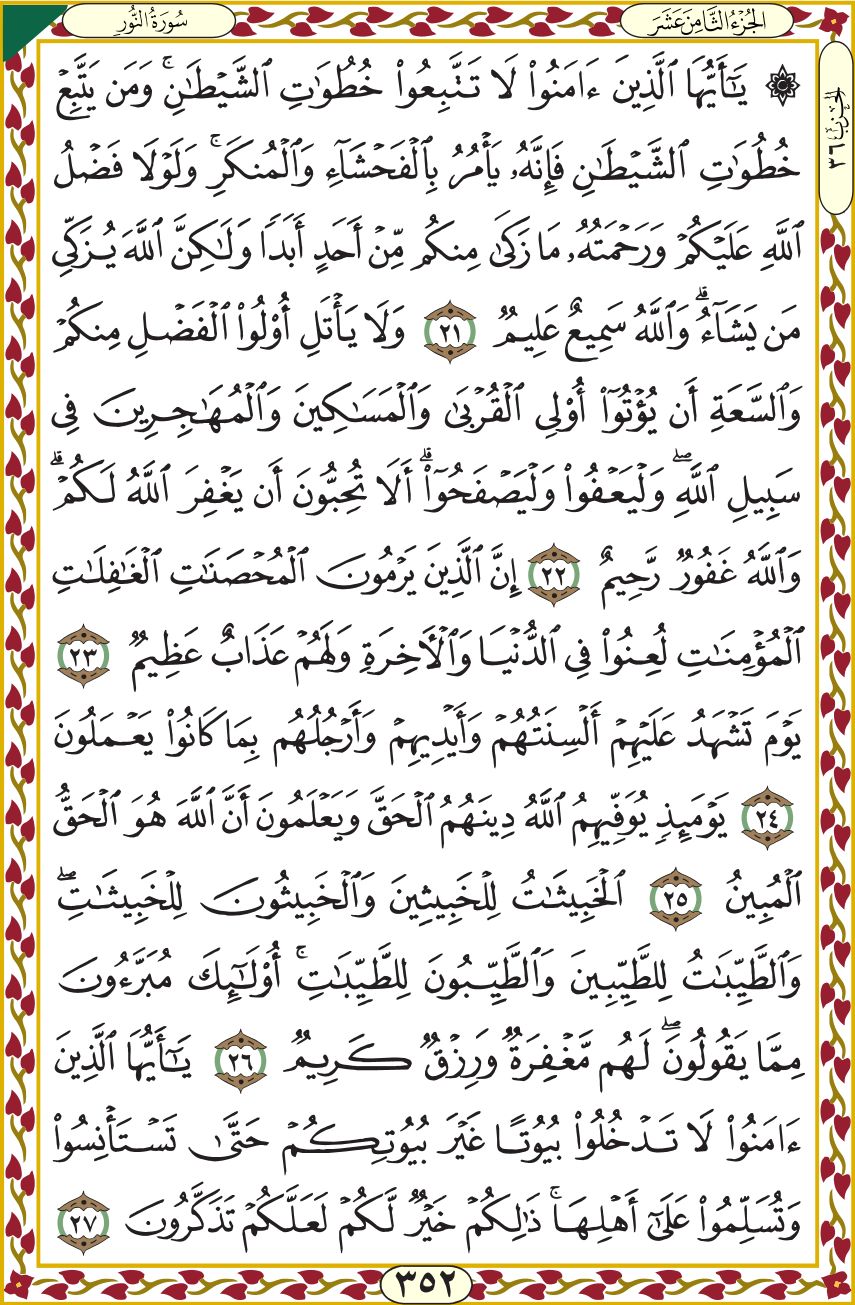 سُورَةُ النُّورِ
الجُزْءُ الثَّامِنَ عَشَرَ
الحِزْب ٣٦
۞ يَـٰٓأَيُّهَا ٱلَّذِينَ ءَامَنُوا۟ لَا تَتَّبِعُوا۟ خُطُوَٰتِ ٱلشَّيْطَـٰنِ ۚ وَمَن يَتَّبِعْ
خُطُوَٰتِ ٱلشَّيْطَـٰنِ فَإِنَّهُۥ يَأْمُرُ بِٱلْفَحْشَآءِ وَٱلْمُنكَرِ ۚ وَلَوْلَا فَضْلُ
ٱللَّهِ عَلَيْكُمْ وَرَحْمَتُهُۥ مَا زَكَىٰ مِنكُم مِّنْ أَحَدٍ أَبَدًا وَلَـٰكِنَّ ٱللَّهَ يُزَكِّى
مَن يَشَآءُ ۗ وَٱللَّهُ سَمِيعٌ عَلِيمٌ ٢١ وَلَا يَأْتَلِ أُو۟لُوا۟ ٱلْفَضْلِ مِنكُمْ
وَٱلسَّعَةِ أَن يُؤْتُوٓا۟ أُو۟لِى ٱلْقُرْبَىٰ وَٱلْمَسَـٰكِينَ وَٱلْمُهَـٰجِرِينَ فِى
سَبِيلِ ٱللَّهِ ۖ وَلْيَعْفُوا۟ وَلْيَصْفَحُوٓا۟ ۗ أَلَا تُحِبُّونَ أَن يَغْفِرَ ٱللَّهُ لَكُمْ ۗ
وَٱللَّهُ غَفُورٌ رَّحِيمٌ ٢٢ إِنَّ ٱلَّذِينَ يَرْمُونَ ٱلْمُحْصَنَـٰتِ ٱلْغَـٰفِلَـٰتِ
ٱلْمُؤْمِنَـٰتِ لُعِنُوا۟ فِى ٱلدُّنْيَا وَٱلْـَٔاخِرَةِ وَلَهُمْ عَذَابٌ عَظِيمٌ ٢٣
يَوْمَ تَشْهَدُ عَلَيْهِمْ أَلْسِنَتُهُمْ وَأَيْدِيهِمْ وَأَرْجُلُهُم بِمَا كَانُوا۟ يَعْمَلُونَ
٢٤ يَوْمَئِذٍ يُوَفِّيهِمُ ٱللَّهُ دِينَهُمُ ٱلْحَقَّ وَيَعْلَمُونَ أَنَّ ٱللَّهَ هُوَ ٱلْحَقُّ
ٱلْمُبِينُ ٢٥ ٱلْخَبِيثَـٰتُ لِلْخَبِيثِينَ وَٱلْخَبِيثُونَ لِلْخَبِيثَـٰتِ ۖ
وَٱلطَّيِّبَـٰتُ لِلطَّيِّبِينَ وَٱلطَّيِّبُونَ لِلطَّيِّبَـٰتِ ۚ أُو۟لَـٰٓئِكَ مُبَرَّءُونَ
مِمَّا يَقُولُونَ ۖ لَهُم مَّغْفِرَةٌ وَرِزْقٌ كَرِيمٌ ٢٦ يَـٰٓأَيُّهَا ٱلَّذِينَ
ءَامَنُوا۟ لَا تَدْخُلُوا۟ بُيُوتًا غَيْرَ بُيُوتِكُمْ حَتَّىٰ تَسْتَأْنِسُوا۟
وَتُسَلِّمُوا۟ عَلَىٰٓ أَهْلِهَا ۚ ذَٰلِكُمْ خَيْرٌ لَّكُمْ لَعَلَّكُمْ تَذَكَّرُونَ ٢٧
٣٥٢